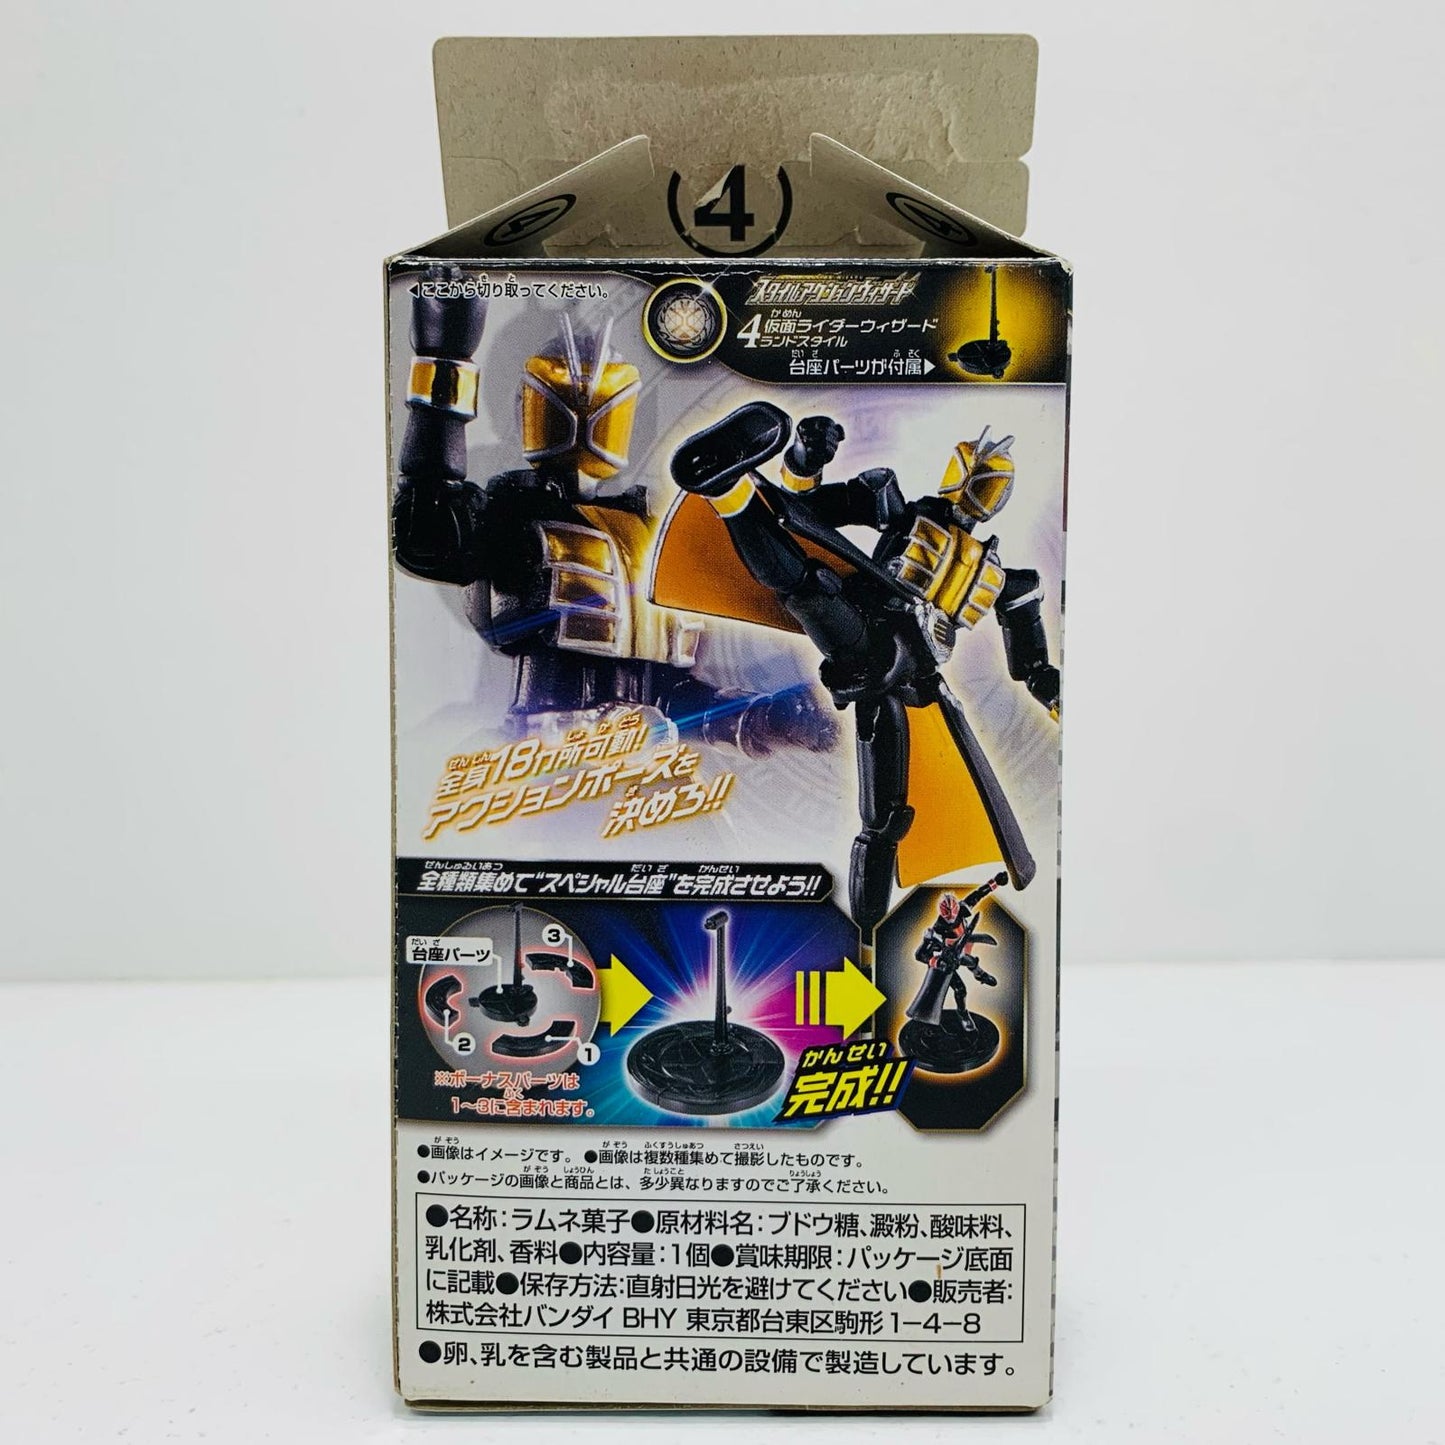 4
4
4
◀ここから切り取ってください。
スタイルアクションウィザード
4 仮面ライダーウィザード
ランドスタイル
台座パーツが付属▶
全身18カ所可動!
アクションポーズを
決めろ!!
全種類集めて“スペシャル台座”を完成させよう!!
台座パーツ
3
2
1
※ボーナスパーツは
1～3に含まれます。
完成!!
●画像はイメージです。 ●画像は複数種集めて撮影したものです。
●パッケージの画像と商品とは、多少異なりますのでご了承ください。
●名称:ラムネ菓子●原材料名:ブドウ糖、澱粉、酸味料、
乳化剤、香料●内容量:1個●賞味期限:パッケージ底面
に記載●保存方法:直射日光を避けてください●販売者:
株式会社バンダイ BHY 東京都台東区駒形1-4-8
●卵、乳を含む製品と共通の設備で製造しています。